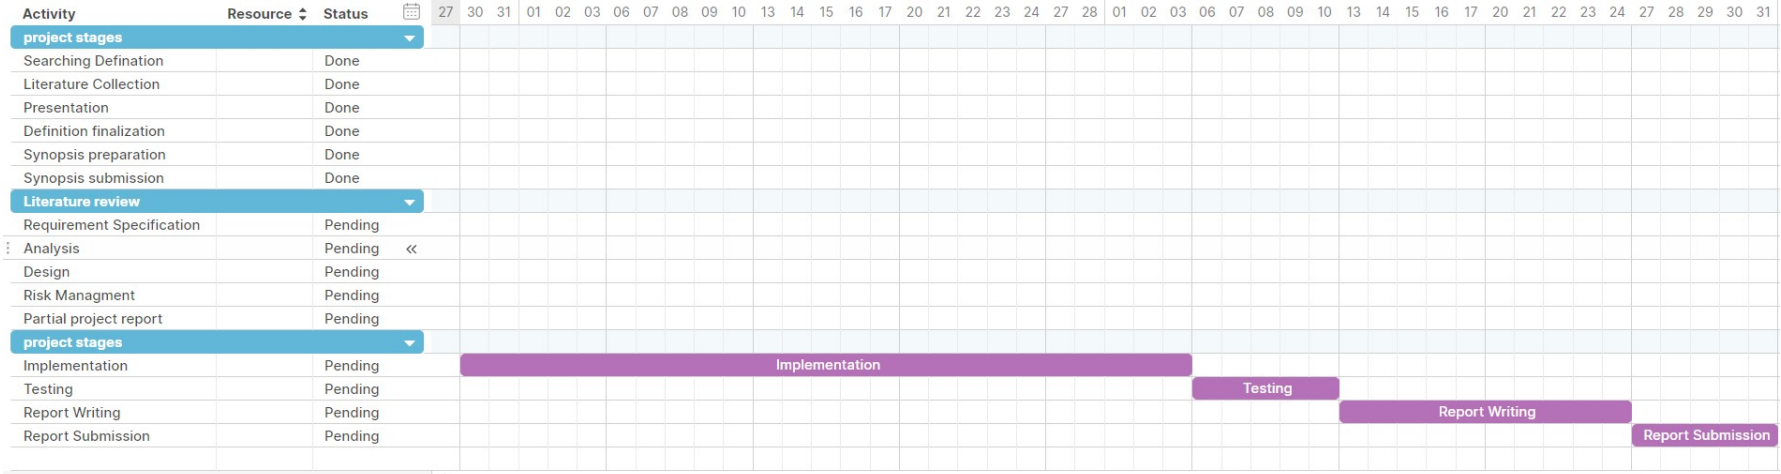 Activity Resource Status 27 30 31 01 02 03 06 07 08 09 10 13 14 15 16 17 20 21 22 23 24 27 28 01 02 03 06 07 08 09 10 13 14 15 16 17 20 21 22 23 24 27 28 29 30 31
project stages
Searching Defination Done
Literature Collection Done
Presentation Done
Definition finalization Done
Synopsis preparation Done
Synopsis submission Done
Literature review
Requirement Specification Pending
Analysis Pending «
Design Pending
Risk Managment Pending
Partial project report Pending
project stages
Implementation Pending Implementation
Testing Pending Testing
Report Writing Pending Report Writing
Report Submission Pending Report Submission